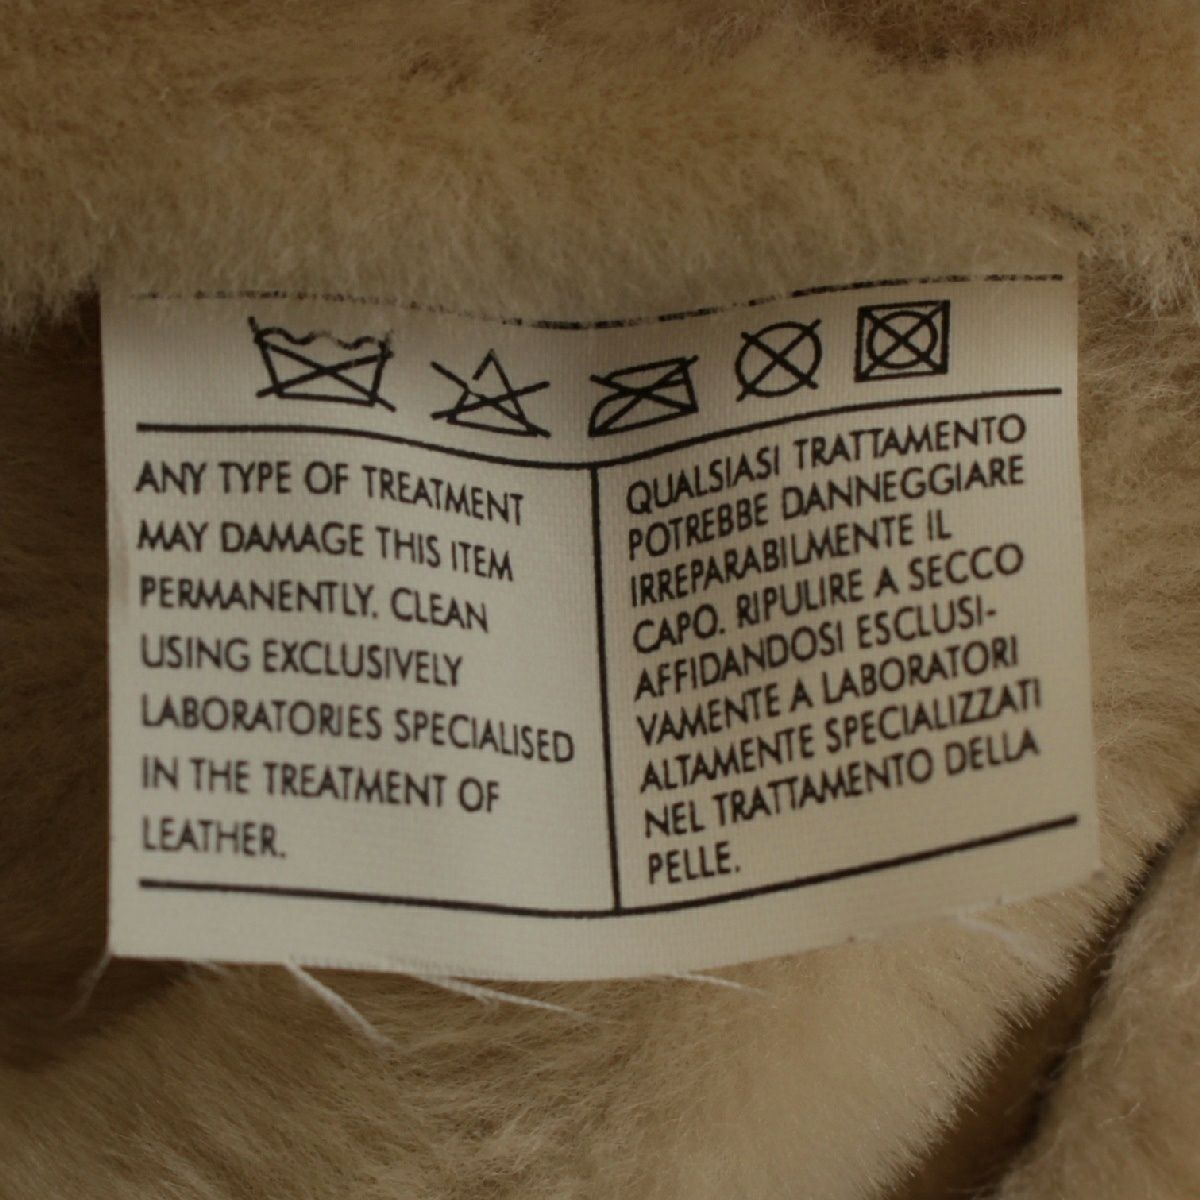 ANY TYPE OF TREATMENT
MAY DAMAGE THIS ITEM
PERMANENTLY. CLEAN
USING EXCLUSIVELY
LABORATORIES SPECIALISED
IN THE TREATMENT OF
LEATHER.
QUALSIASI TRATTAMENTO
POTREBBE DANNEGGIARE
IRREPARABILMENTE IL
CAPO. RIPULIRE A SECCO
AFFIDANDOSI ESCLUSI-
VAMENTE A LABORATORI
ALTAMENTE SPECIALIZZATI
NEL TRATTAMENTO DELLA
PELLE.